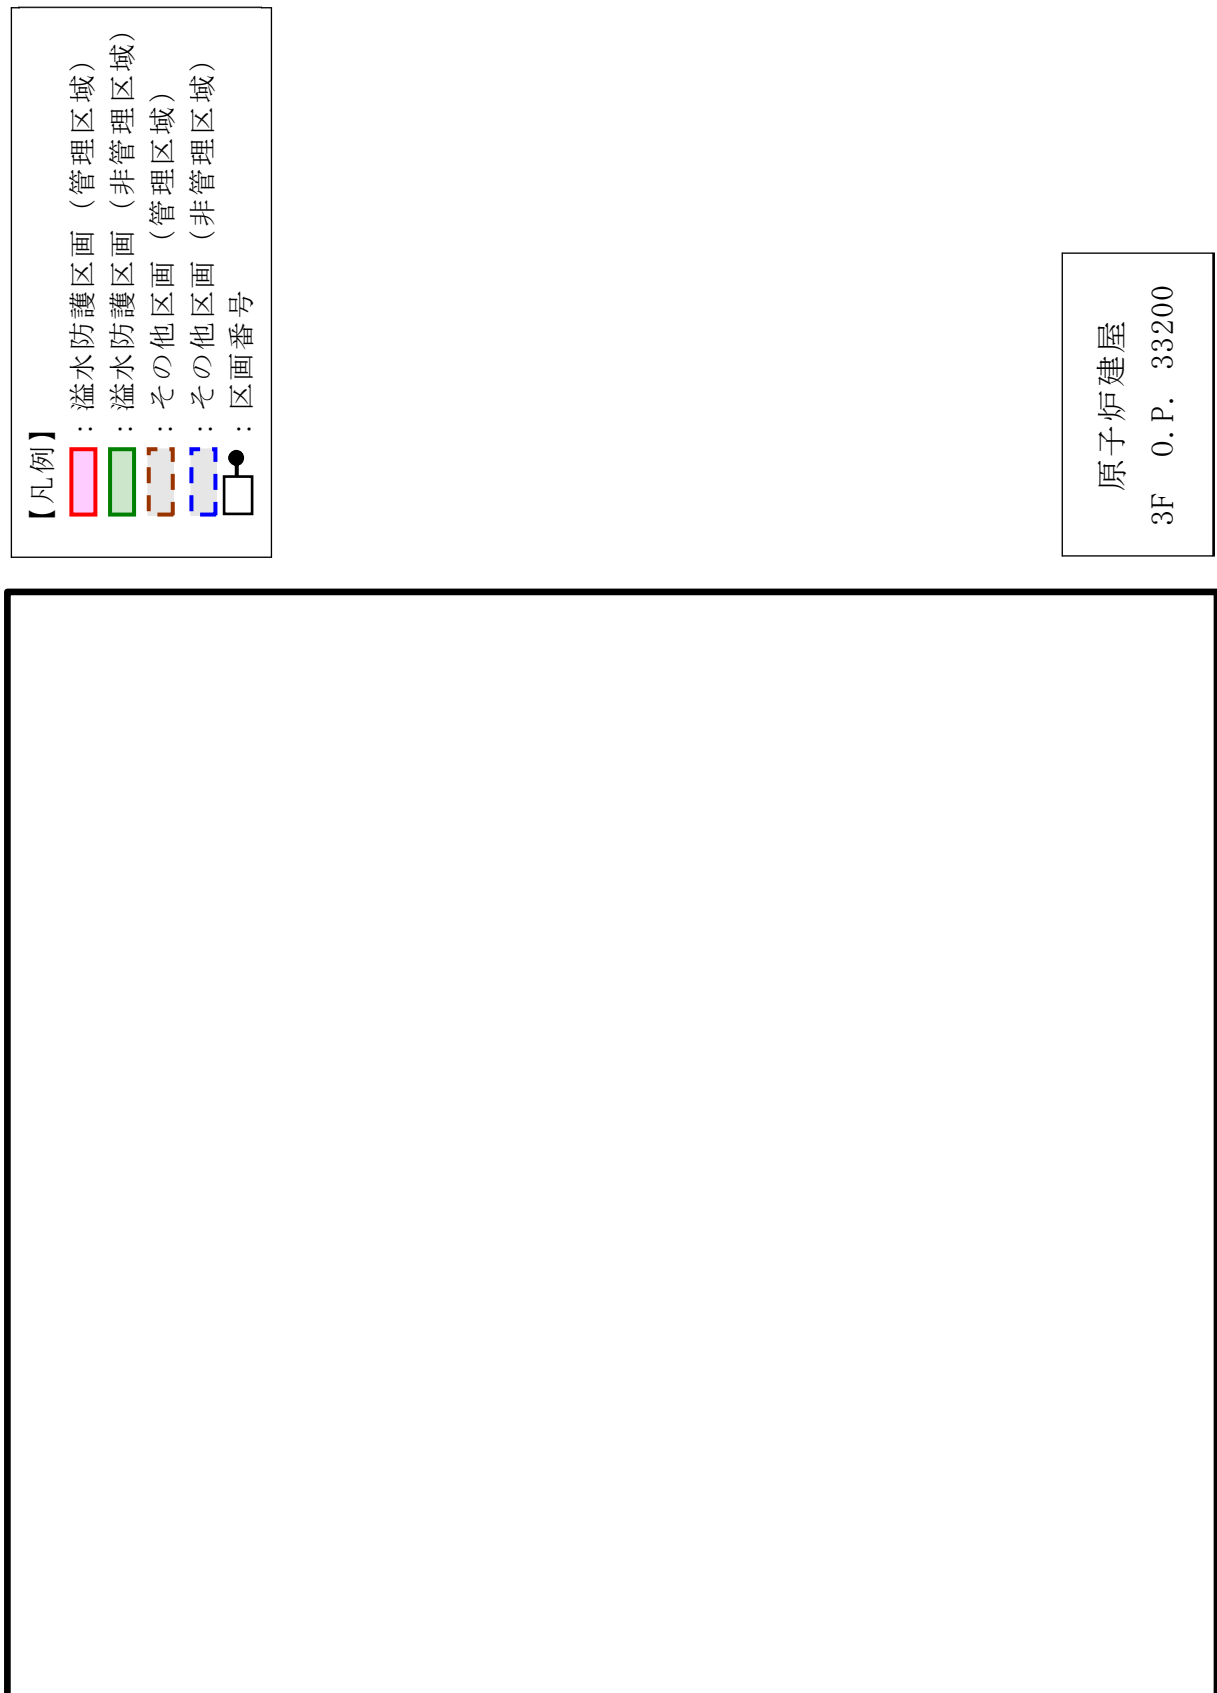 【凡例】
：溢水防護区画（管理区域）
：溢水防護区画（非管理区域）
：その他区画（管理区域）
：その他区画（非管理区域）
：区画番号
原子炉建屋
3F O.P. 33200